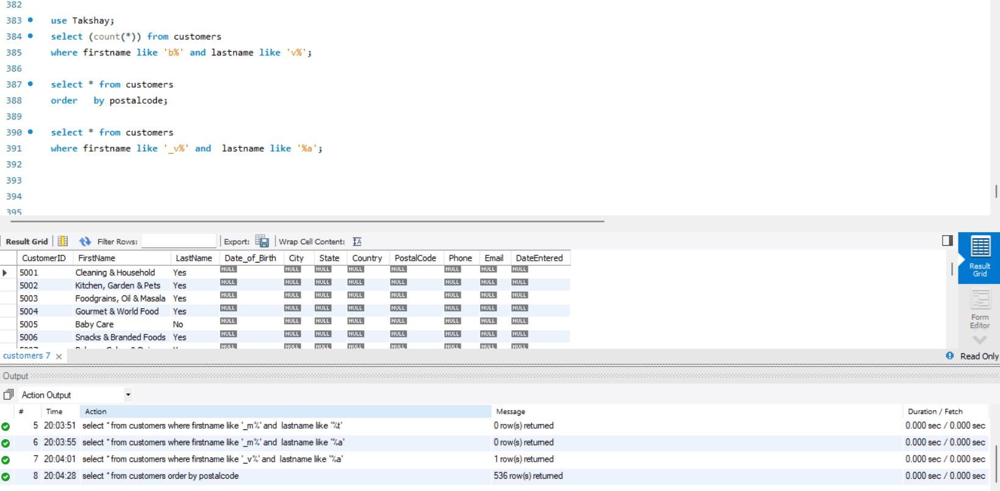 382
383 use Takshay;
384 select (count(*)) from customers
385 where firstname like 'b%' and lastname like 'v%';
386
387 select * from customers
388 order   by postalcode;
389
390 select * from customers
391 where firstname like '_v%' and  lastname like '%a';
392
393
394
395
Result Grid Filter Rows: Export: Wrap Cell Content: IA
CustomerID FirstName LastName Date_of_Birth City State Country PostalCode Phone Email DateEntered
5001 Cleaning & Household Yes NULL NULL NULL NULL NULL NULL NULL NULL
5002 Kitchen, Garden & Pets Yes NULL NULL NULL NULL NULL NULL NULL NULL
5003 Foodgrains, Oil & Masala Yes NULL NULL NULL NULL NULL NULL NULL NULL
5004 Gourmet & World Food Yes NULL NULL NULL NULL NULL NULL NULL NULL
5005 Baby Care No NULL NULL NULL NULL NULL NULL NULL NULL
5006 Snacks & Branded Foods Yes NULL NULL NULL NULL NULL NULL NULL NULL
NULL NULL NULL NULL NULL NULL NULL NULL
Result
Grid
Form
Editor
customers 7 Read Only
Output
Action Output
# Time Action Message Duration / Fetch
5 20:03:51 select * from customers where firstname like '_m%' and  lastname like '%t' 0 row(s) returned 0.000 sec / 0.000 sec
6 20:03:55 select * from customers where firstname like '_m%' and  lastname like '%a' 0 row(s) returned 0.000 sec / 0.000 sec
7 20:04:01 select * from customers where firstname like '_v%' and  lastname like '%a' 1 row(s) returned 0.000 sec / 0.000 sec
8 20:04:28 select * from customers order by postalcode 536 row(s) returned 0.000 sec / 0.000 sec